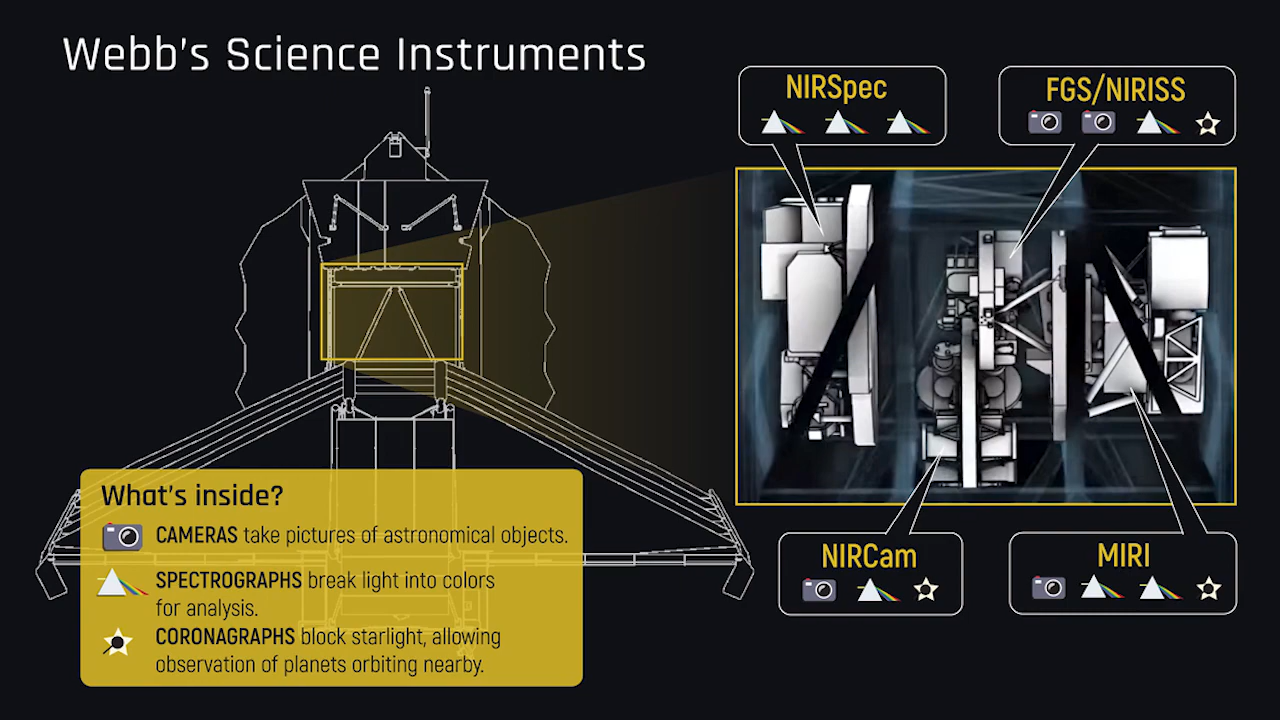 Webb's Science Instruments
NIRSpec
FGS/NIRISS
NIRCam
MIRI
What's inside?
CAMERAS take pictures of astronomical objects.
SPECTROGRAPHS break light into colors
for analysis.
CORONAGRAPHS block starlight, allowing
observation of planets orbiting nearby.